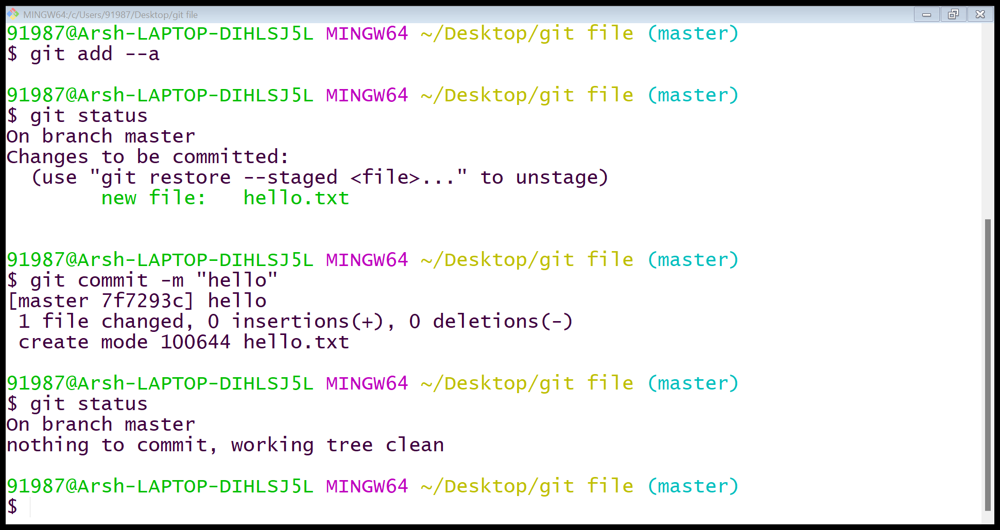 MINGW64:/c/Users/91987/Desktop/git file
91987@Arsh-LAPTOP-DIHLSJ5L MINGW64 ~/Desktop/git file (master)
$ git add --a
91987@Arsh-LAPTOP-DIHLSJ5L MINGW64 ~/Desktop/git file (master)
$ git status
On branch master
Changes to be committed:
  (use "git restore --staged <file>..." to unstage)
        new file:   hello.txt
91987@Arsh-LAPTOP-DIHLSJ5L MINGW64 ~/Desktop/git file (master)
$ git commit -m "hello"
[master 7f7293c] hello
 1 file changed, 0 insertions(+), 0 deletions(-)
 create mode 100644 hello.txt
91987@Arsh-LAPTOP-DIHLSJ5L MINGW64 ~/Desktop/git file (master)
$ git status
On branch master
nothing to commit, working tree clean
91987@Arsh-LAPTOP-DIHLSJ5L MINGW64 ~/Desktop/git file (master)
$